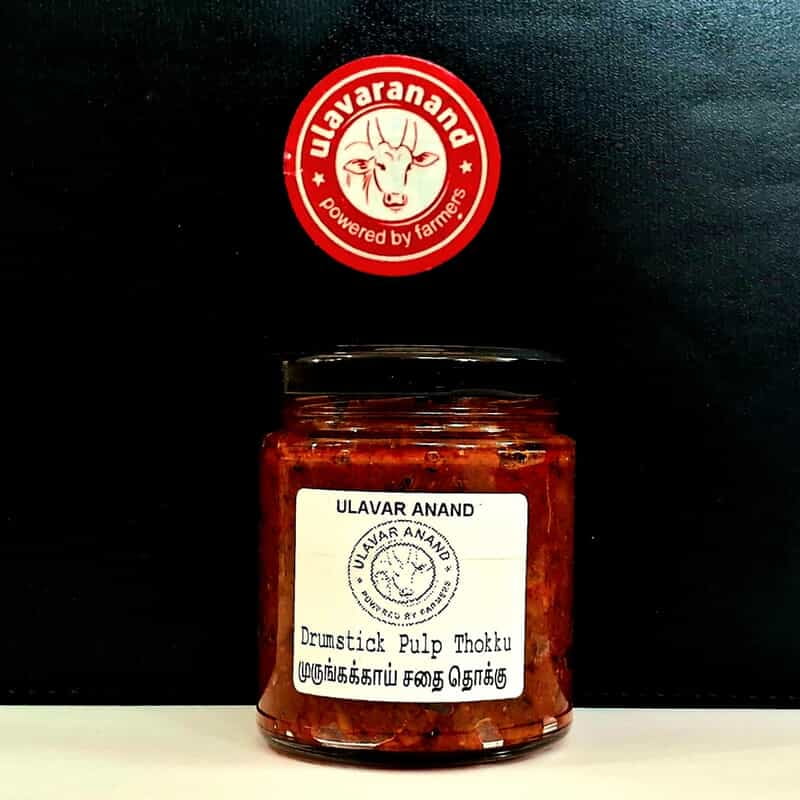 ulavaranand
powered by farmers
ULAVAR ANAND
ULAVAR ANAND
POWERED BY FARMERS
Drumstick Pulp Thokku
முருங்கக்காய் சதை தொக்கு